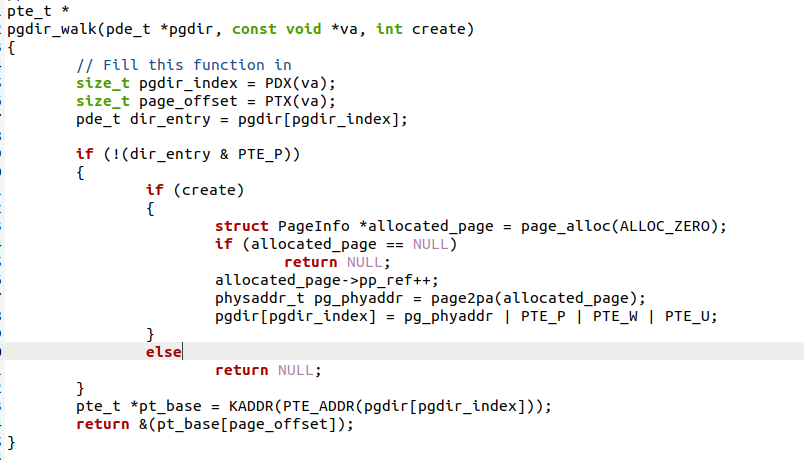 pte_t *
pgdir_walk(pde_t *pgdir, const void *va, int create)
{
        // Fill this function in
        size_t pgdir_index = PDX(va);
        size_t page_offset = PTX(va);
        pde_t dir_entry = pgdir[pgdir_index];

        if (!(dir_entry & PTE_P))
        {
                if (create)
                {
                        struct PageInfo *allocated_page = page_alloc(ALLOC_ZERO);
                        if (allocated_page == NULL)
                                return NULL;
                        allocated_page->pp_ref++;
                        physaddr_t pg_phyaddr = page2pa(allocated_page);
                        pgdir[pgdir_index] = pg_phyaddr | PTE_P | PTE_W | PTE_U;
                }
                else
                        return NULL;
        }
        pte_t *pt_base = KADDR(PTE_ADDR(pgdir[pgdir_index]));
        return &(pt_base[page_offset]);
}